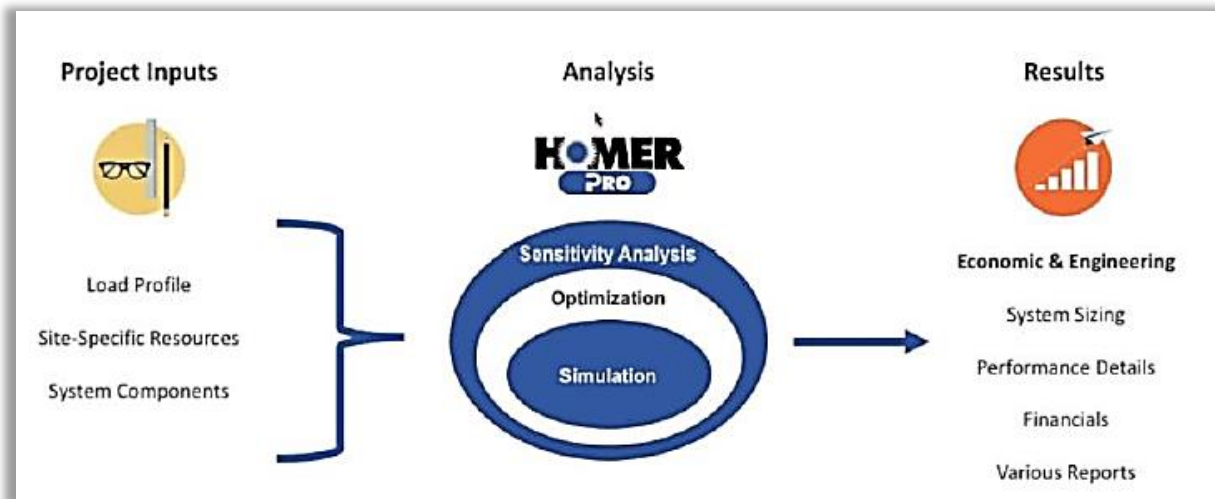 Project Inputs
Load Profile
Site-Specific Resources
System Components
Analysis
HOMER
PRO
Sensitivity Analysis
Optimization
Simulation
Results
Economic & Engineering
System Sizing
Performance Details
Financials
Various Reports